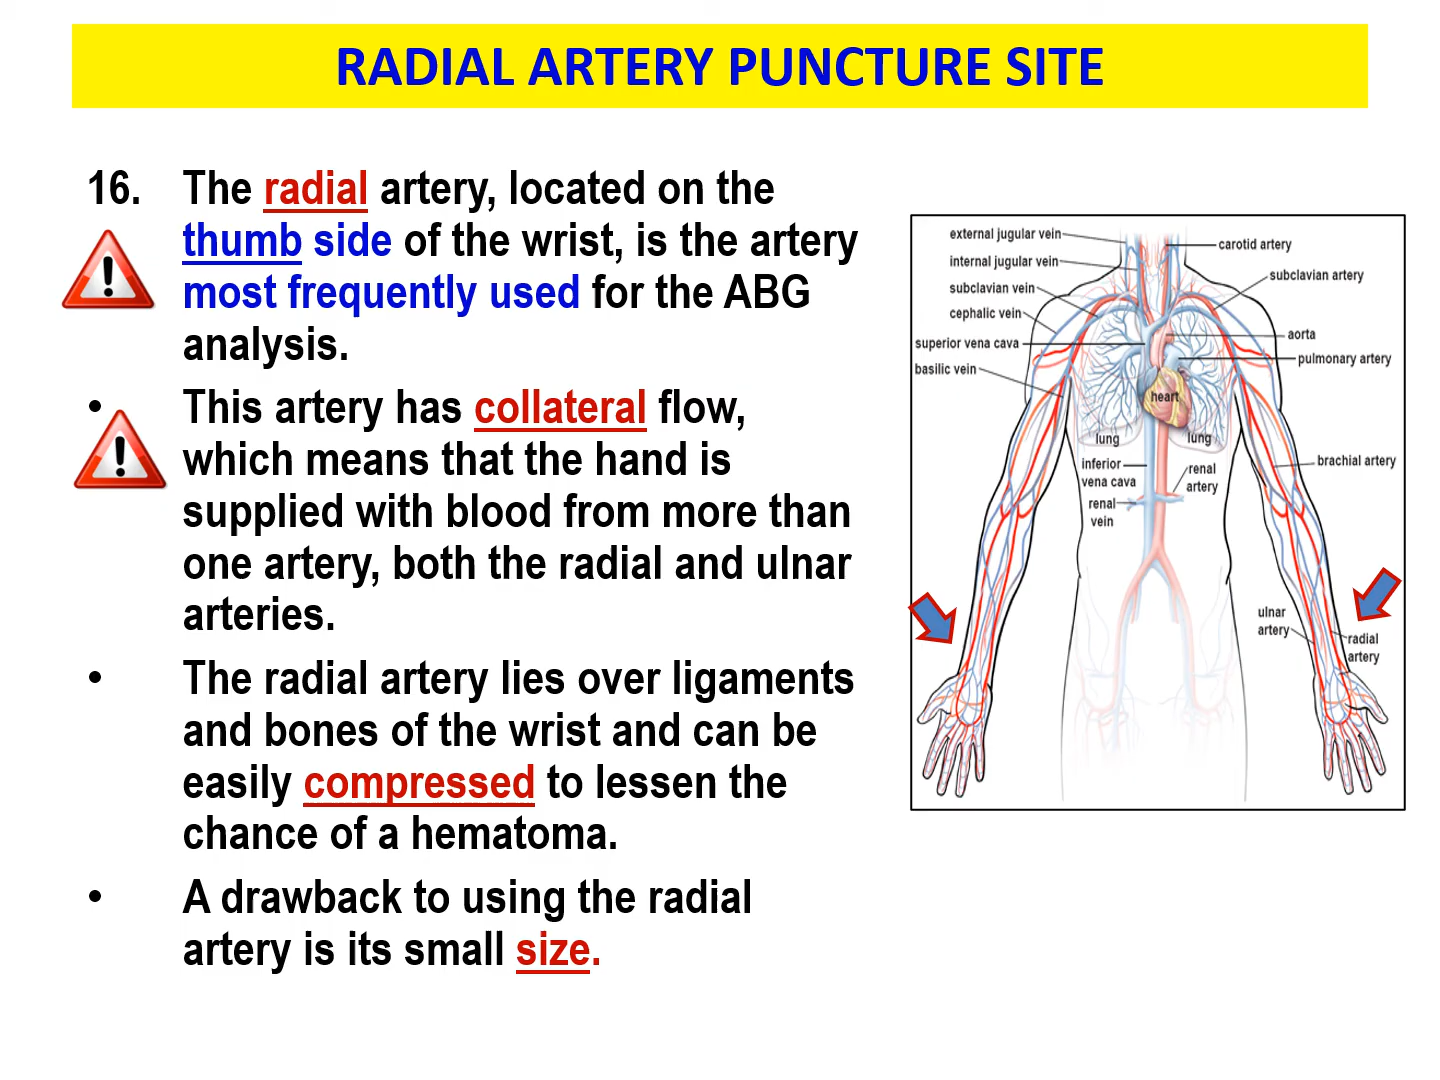 RADIAL ARTERY PUNCTURE SITE
16. The radial artery, located on the
thumb side of the wrist, is the artery
most frequently used for the ABG
analysis.
• This artery has collateral flow,
which means that the hand is
supplied with blood from more than
one artery, both the radial and ulnar
arteries.
• The radial artery lies over ligaments
and bones of the wrist and can be
easily compressed to lessen the
chance of a hematoma.
• A drawback to using the radial
artery is its small size.
external jugular vein
internal jugular vein
subclavian vein
cephalic vein
superior vena cava
basilic vein
carotid artery
subclavian artery
aorta
pulmonary artery
heart
lung
lung
inferior
vena cava
renal
artery
renal
vein
brachial artery
ulnar
artery
radial
artery